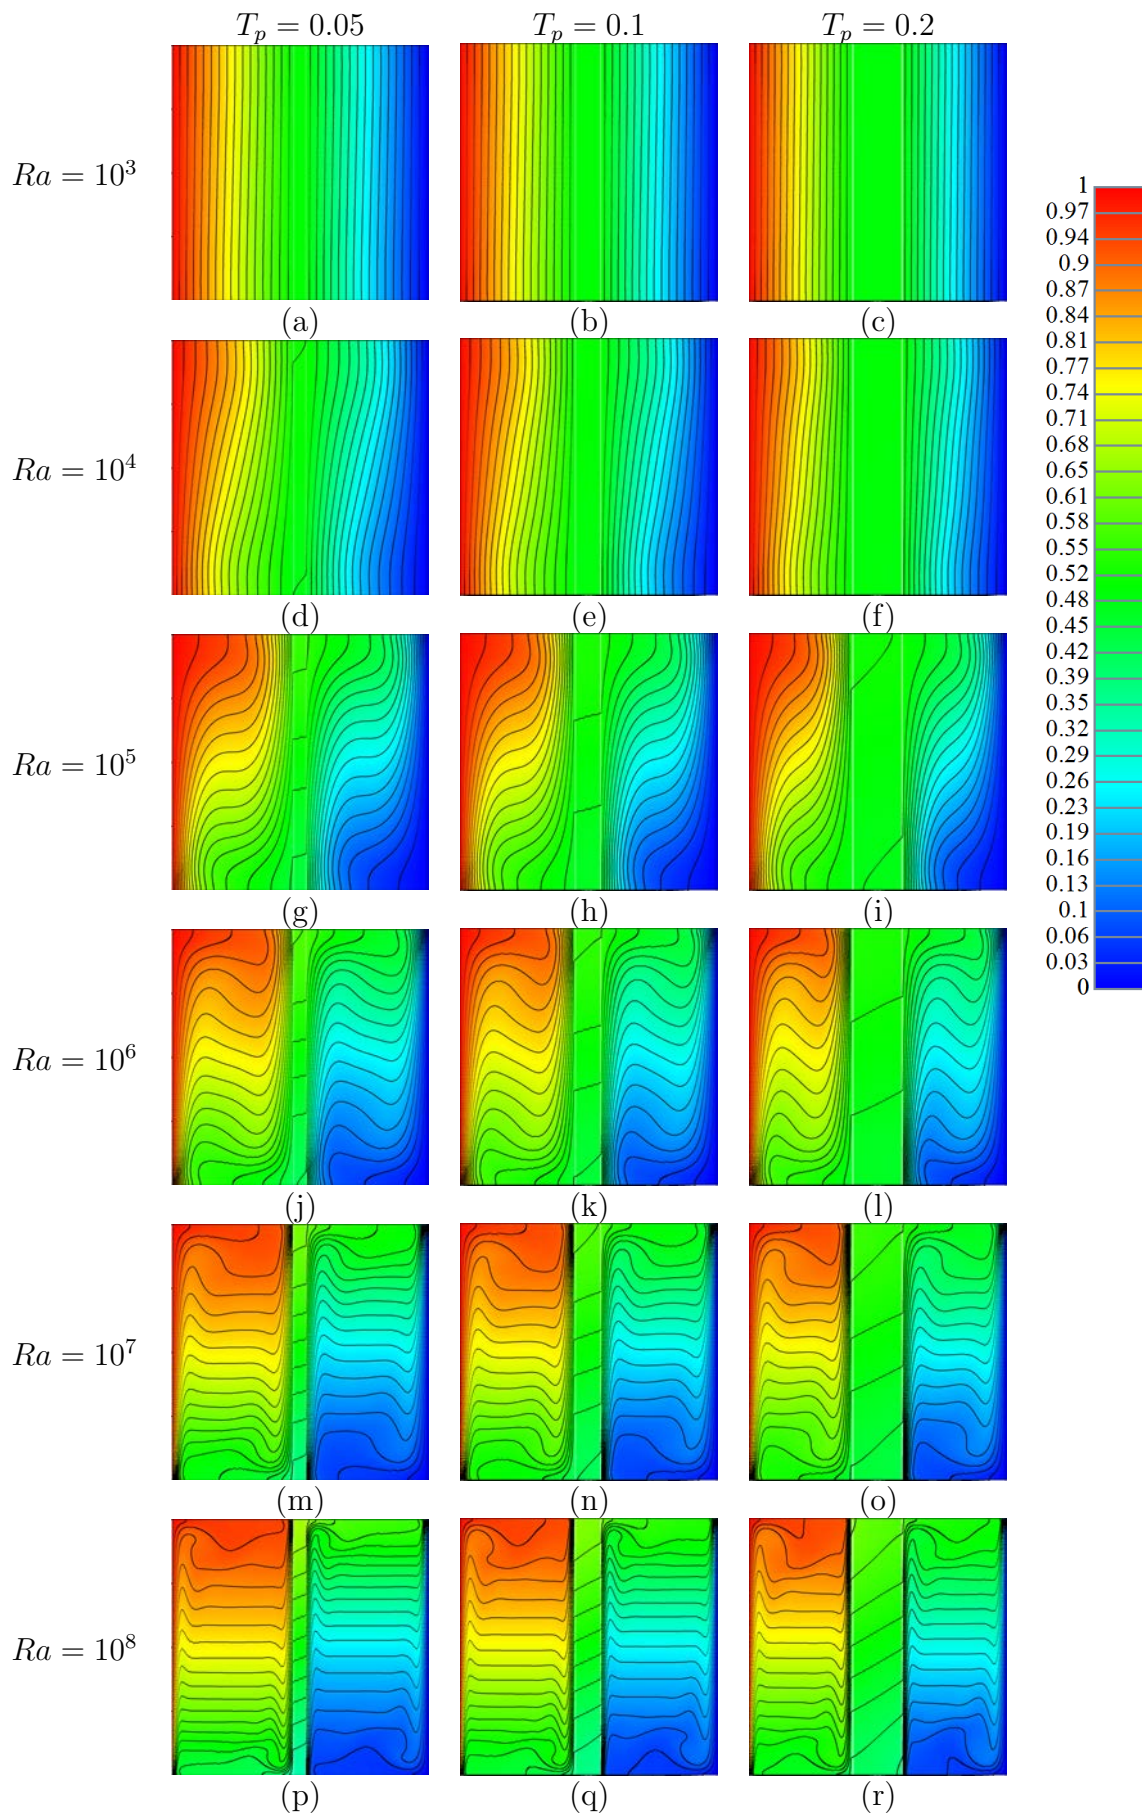 T_p = 0.05 T_p = 0.1 T_p = 0.2
Ra = 10^3
(a) (b) (c)
Ra = 10^4
(d) (e) (f)
Ra = 10^5
(g) (h) (i)
Ra = 10^6
(j) (k) (l)
Ra = 10^7
(m) (n) (o)
Ra = 10^8
(p) (q) (r)
1
0.97
0.94
0.9
0.87
0.84
0.81
0.77
0.74
0.71
0.68
0.65
0.61
0.58
0.55
0.52
0.48
0.45
0.42
0.39
0.35
0.32
0.29
0.26
0.23
0.19
0.16
0.13
0.1
0.06
0.03
0